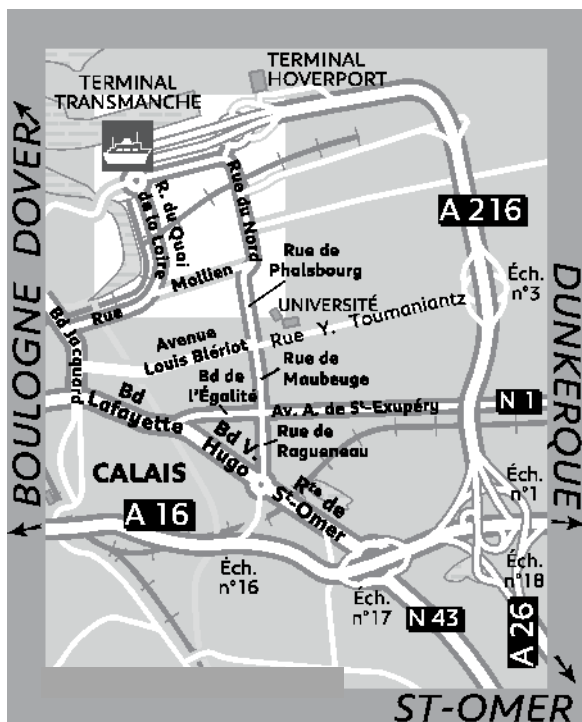 TERMINAL
HOVERPORT
TERMINAL
TRANSMANCHE
BOULOGNE DOVER
R. du Quai
de la Loire
Rue du Nord
A 216
Rue Mollien
Rue de
Phalsbourg
Éch.
n°3
UNIVERSITÉ
Rue Y. Toumaniantz
Bd Jacquard
Avenue
Louis Blériot
Rue de
Maubeuge
Bd de
l'Égalité
Bd
Lafayette
Av. A. de St-Exupéry
N 1
DUNKERQUE
Bd V.
Hugo
Rue de
Ragueneau
CALAIS
Rte de
St-Omer
Éch.
n°1
A 16
Éch.
n°16
Éch.
n°17
Éch.
n°18
N 43
A 26
ST-OMER